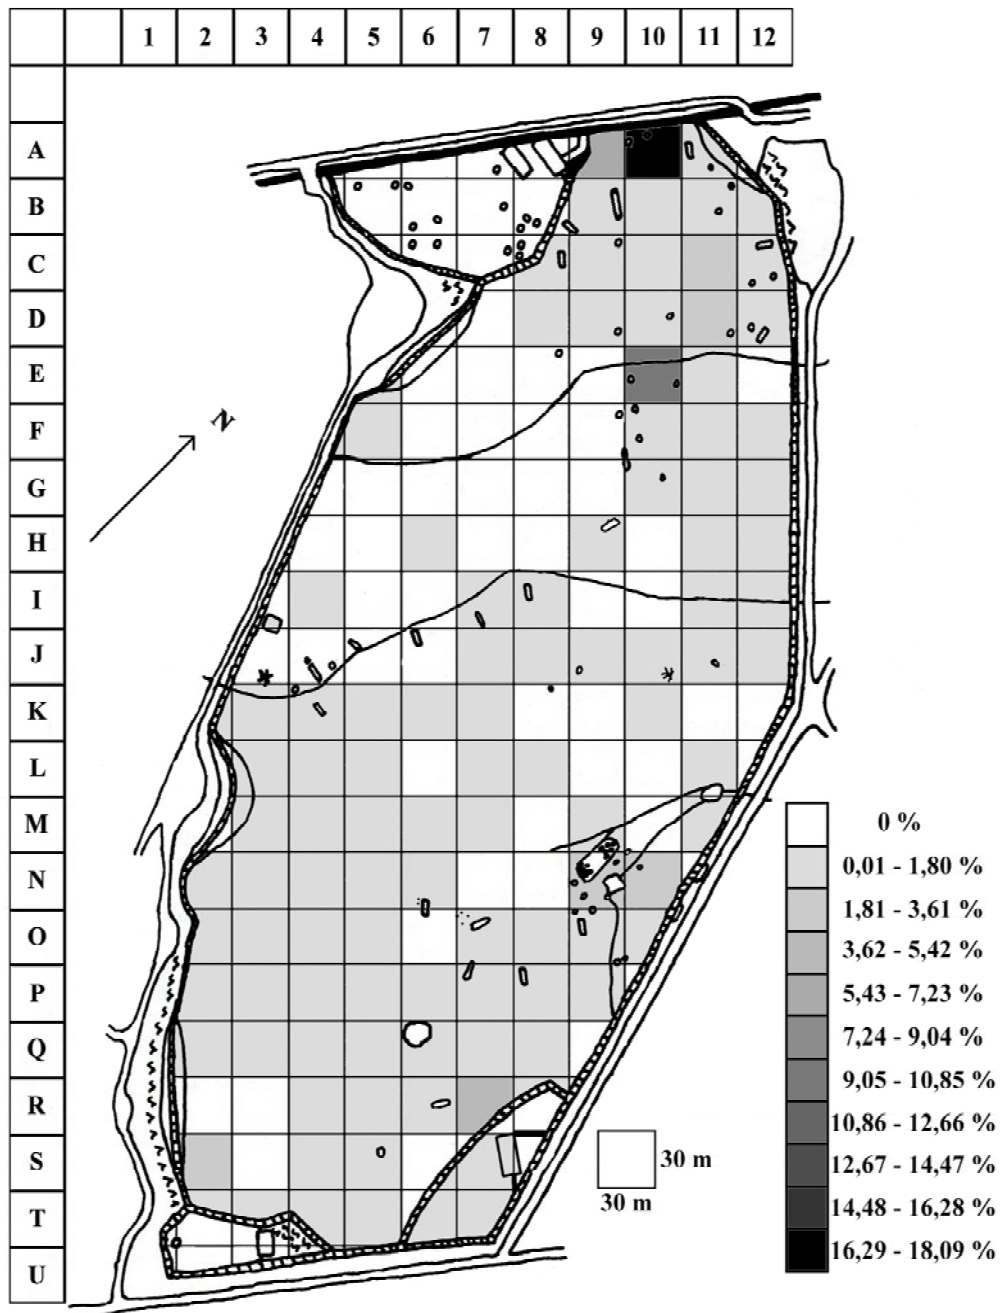 1 2 3 4 5 6 7 8 9 10 11 12
A
B
C
D
E
F
G
H
I
J
K
L
M
N
O
P
Q
R
S
T
U
N
0 %
0,01 - 1,80 %
1,81 - 3,61 %
3,62 - 5,42 %
5,43 - 7,23 %
7,24 - 9,04 %
9,05 - 10,85 %
10,86 - 12,66 %
12,67 - 14,47 %
14,48 - 16,28 %
16,29 - 18,09 %
30 m
30 m